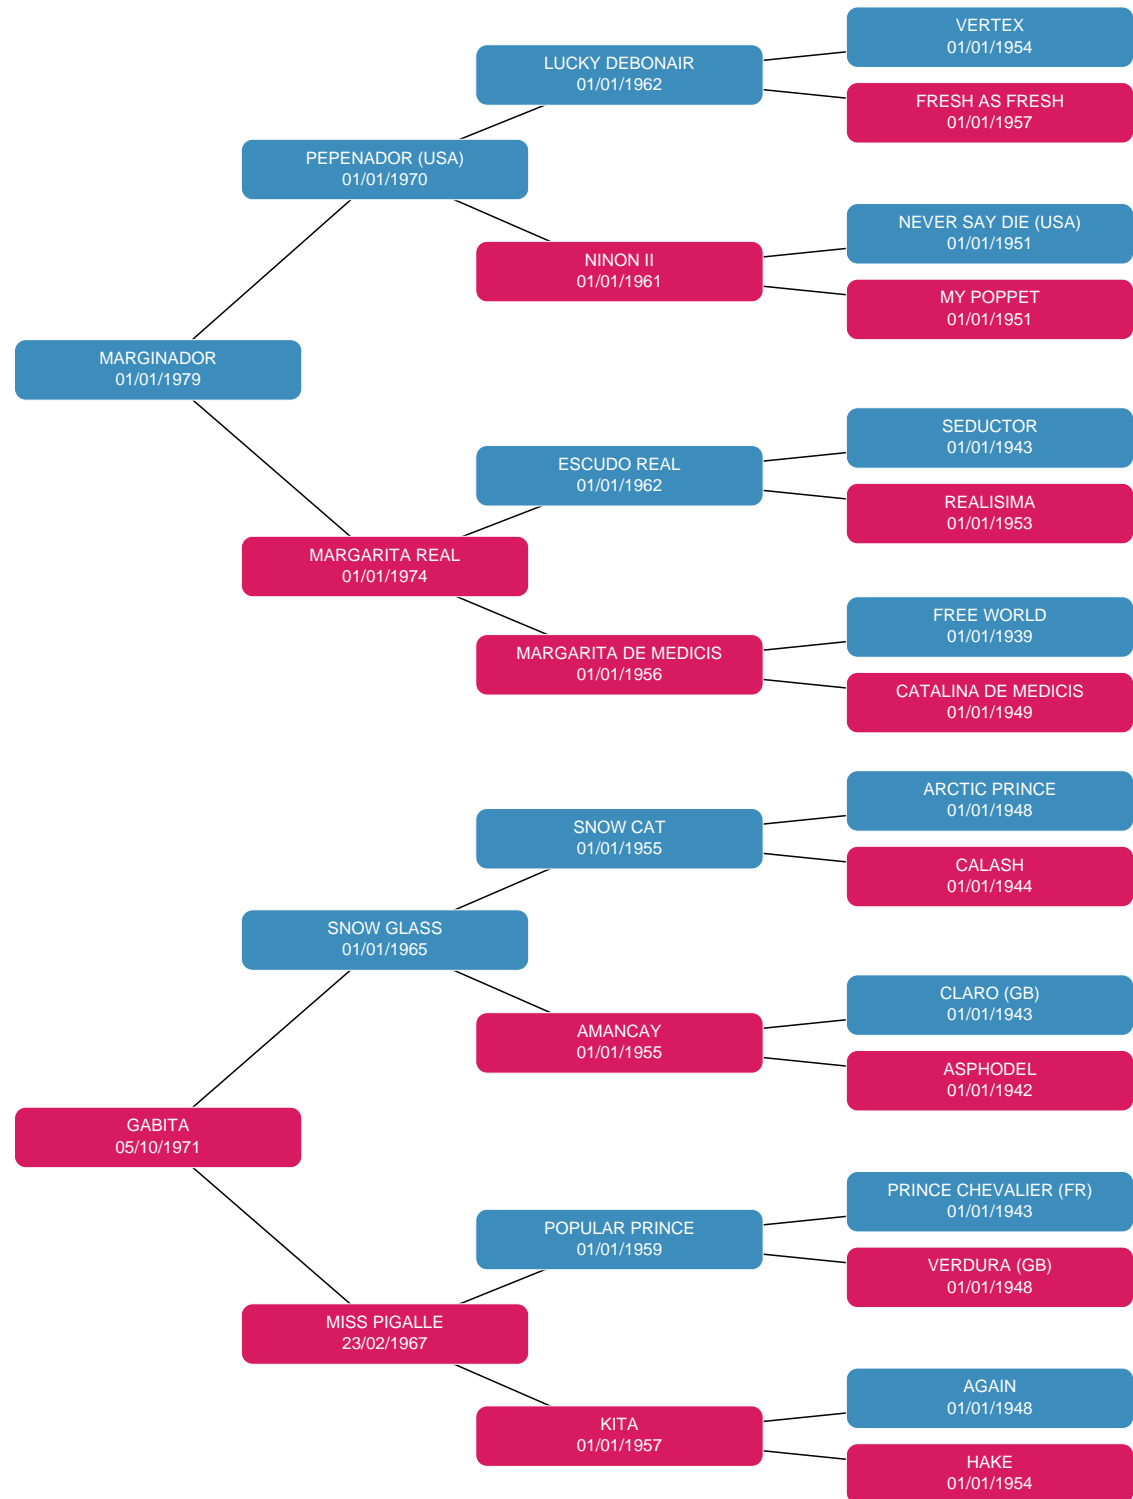 VERTEX
01/01/1954
LUCKY DEBONAIR
01/01/1962
FRESH AS FRESH
01/01/1957
PEPENADOR (USA)
01/01/1970
NEVER SAY DIE (USA)
01/01/1951
NINON II
01/01/1961
MY POPPET
01/01/1951
MARGINADOR
01/01/1979
SEDUCTOR
01/01/1943
ESCUDO REAL
01/01/1962
REALISIMA
01/01/1953
MARGARITA REAL
01/01/1974
FREE WORLD
01/01/1939
MARGARITA DE MEDICIS
01/01/1956
CATALINA DE MEDICIS
01/01/1949
ARCTIC PRINCE
01/01/1948
SNOW CAT
01/01/1955
CALASH
01/01/1944
SNOW GLASS
01/01/1965
CLARO (GB)
01/01/1943
AMANCAY
01/01/1955
ASPHODEL
01/01/1942
GABITA
05/10/1971
PRINCE CHEVALIER (FR)
01/01/1943
POPULAR PRINCE
01/01/1959
VERDURA (GB)
01/01/1948
MISS PIGALLE
23/02/1967
AGAIN
01/01/1948
KITA
01/01/1957
HAKE
01/01/1954